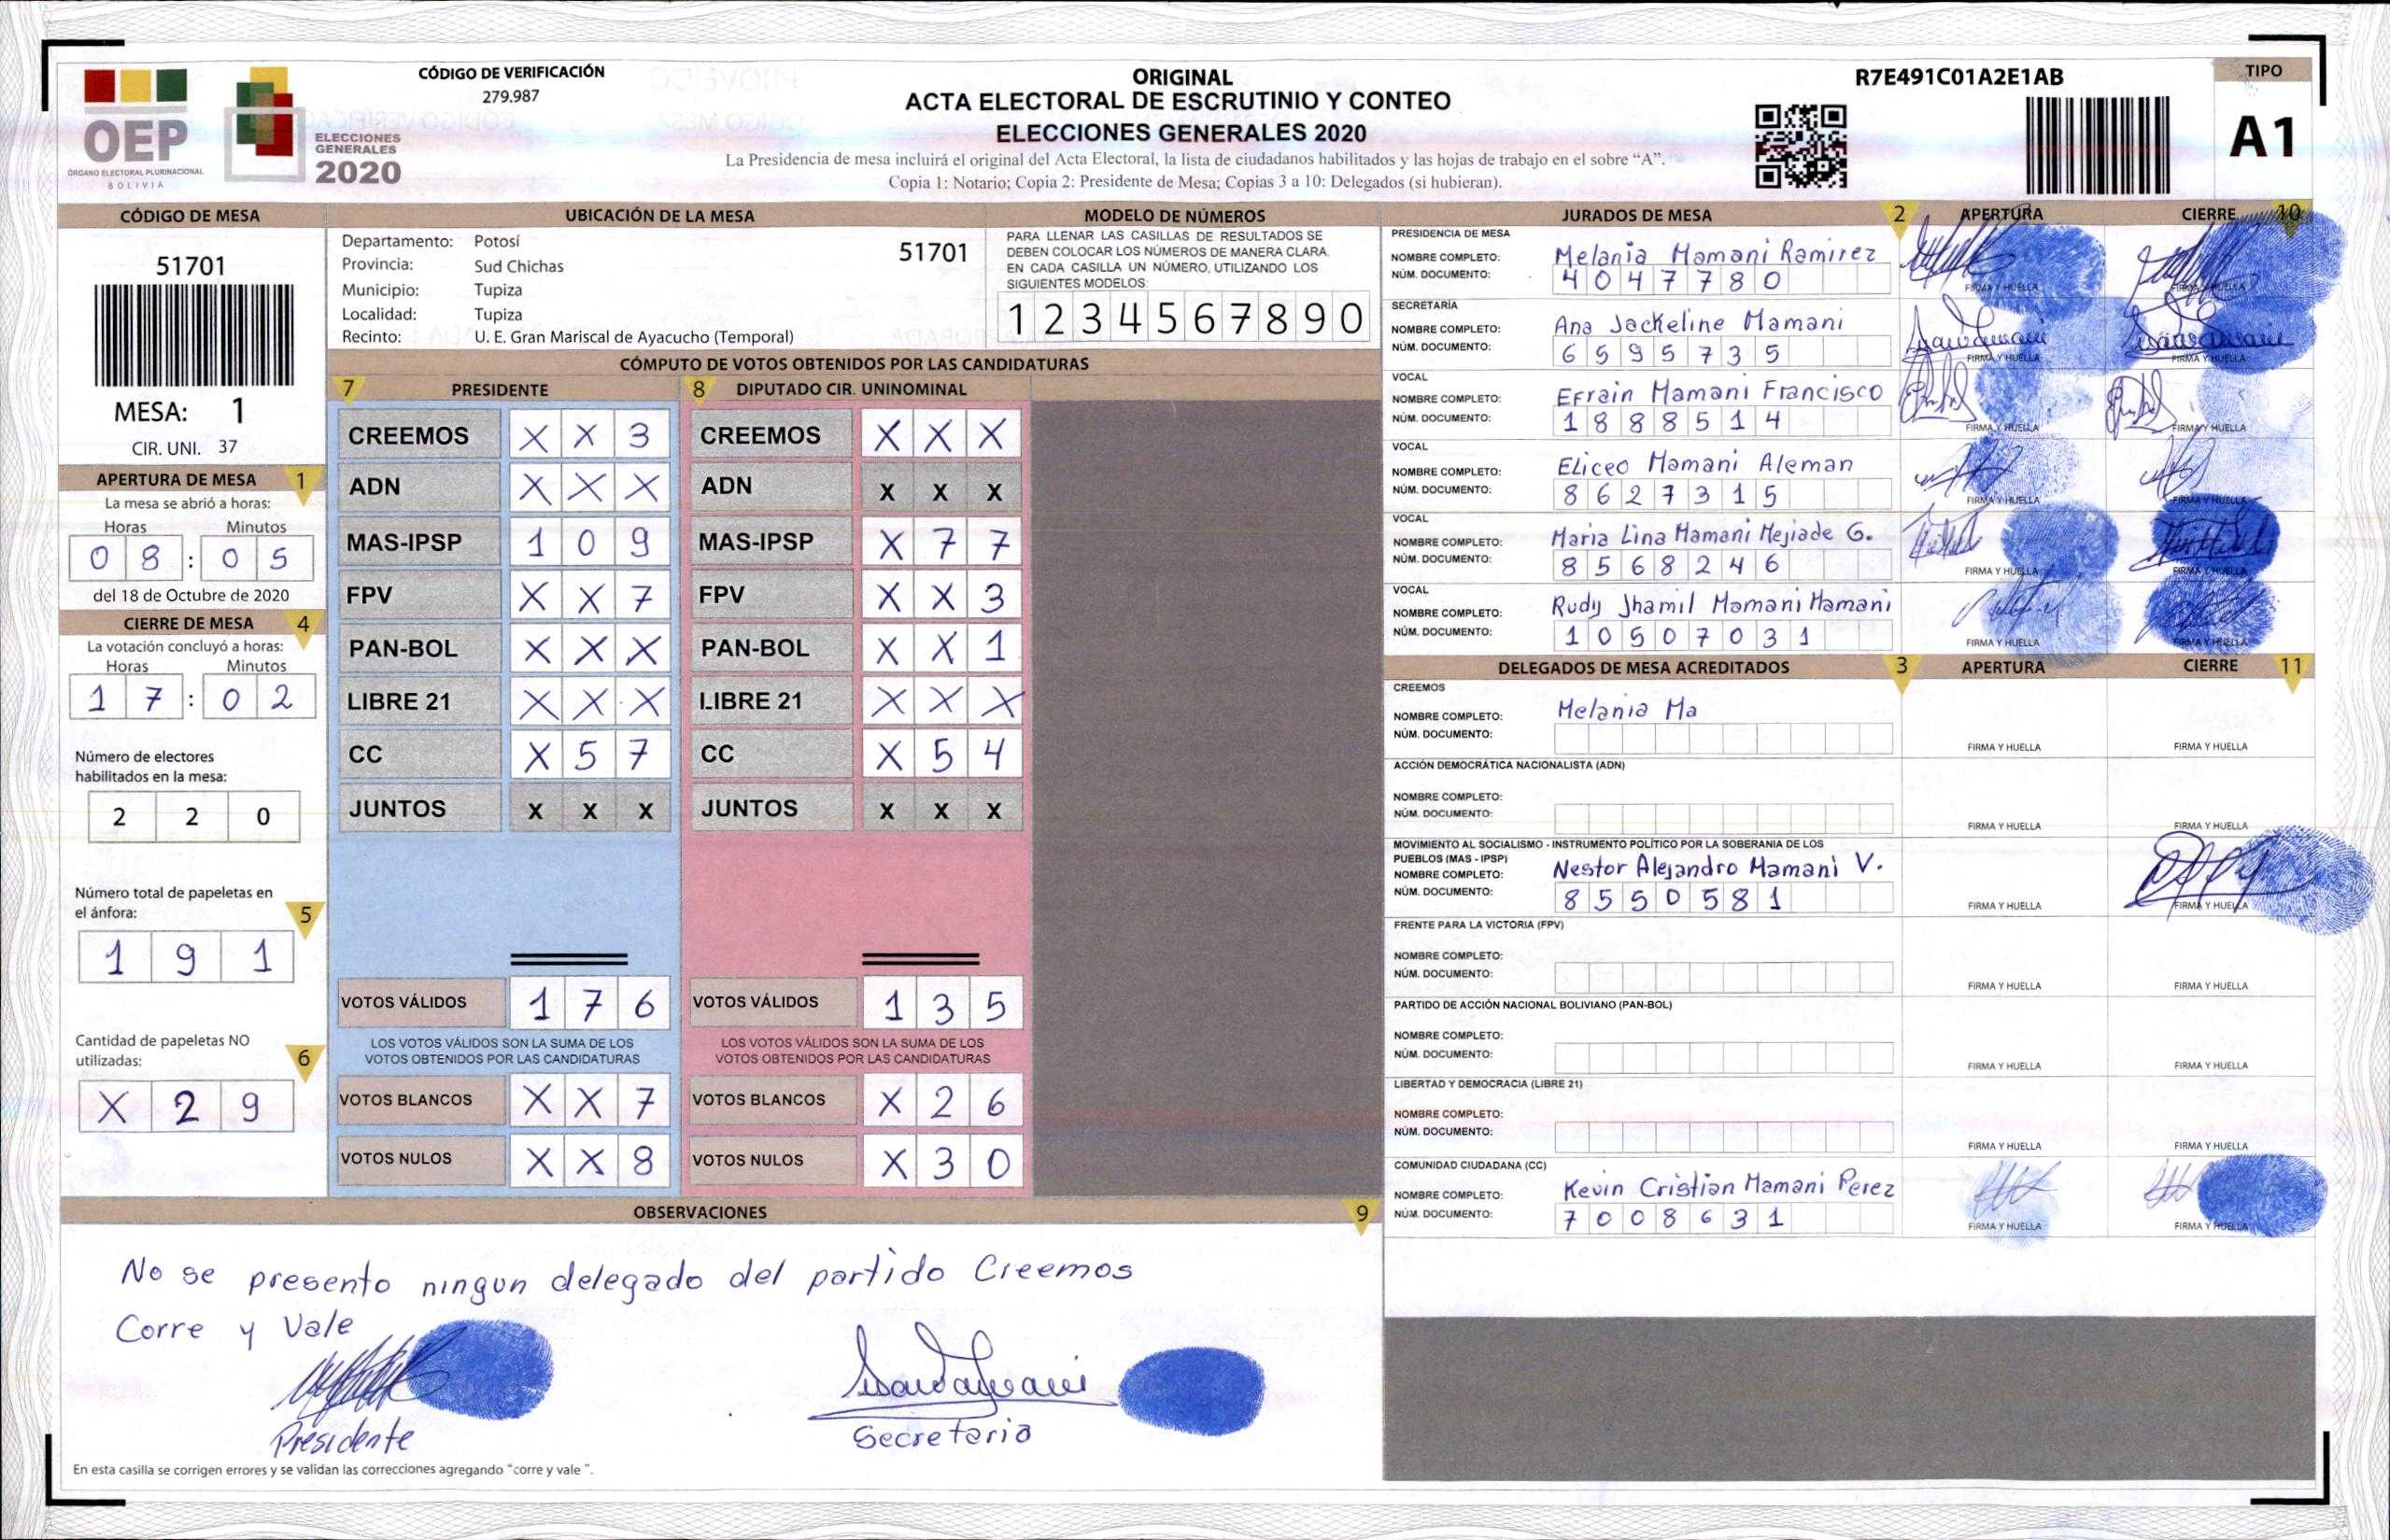 OEP
ÓRGANO ELECTORAL PLURINACIONAL
BOLIVIA
ELECCIONES
GENERALES
2020
CÓDIGO DE VERIFICACIÓN
279.987
ORIGINAL
ACTA ELECTORAL DE ESCRUTINIO Y CONTEO
ELECCIONES GENERALES 2020
La Presidencia de mesa incluirá el original del Acta Electoral, la lista de ciudadanos habilitados y las hojas de trabajo en el sobre “A”.
Copia 1: Notario; Copia 2: Presidente de Mesa; Copias 3 a 10: Delegados (si hubieran).
R7E491C01A2E1AB
TIPO
A1
CÓDIGO DE MESA
51701
MESA: 1
CIR. UNI. 37
APERTURA DE MESA 1
La mesa se abrió a horas:
Horas Minutos
0 8 : 0 5
del 18 de Octubre de 2020
CIERRE DE MESA 4
La votación concluyó a horas:
Horas Minutos
1 7 : 0 2
Número de electores
habilitados en la mesa:
2 2 0
Número total de papeletas en
el ánfora: 5
1 9 1
Cantidad de papeletas NO
utilizadas: 6
X 2 9
UBICACIÓN DE LA MESA
Departamento: Potosí 51701
Provincia: Sud Chichas
Municipio: Tupiza
Localidad: Tupiza
Recinto: U. E. Gran Mariscal de Ayacucho (Temporal)
MODELO DE NÚMEROS
PARA LLENAR LAS CASILLAS DE RESULTADOS SE
DEBEN COLOCAR LOS NÚMEROS DE MANERA CLARA.
EN CADA CASILLA UN NÚMERO, UTILIZANDO LOS
SIGUIENTES MODELOS:
1 2 3 4 5 6 7 8 9 0
CÓMPUTO DE VOTOS OBTENIDOS POR LAS CANDIDATURAS
7 PRESIDENTE
CREEMOS X X 3
ADN X X X
MAS-IPSP 1 0 9
FPV X X 7
PAN-BOL X X X
LIBRE 21 X X X
CC X 5 7
JUNTOS X X X
VOTOS VÁLIDOS 1 7 6
LOS VOTOS VÁLIDOS SON LA SUMA DE LOS
VOTOS OBTENIDOS POR LAS CANDIDATURAS
VOTOS BLANCOS X X 7
VOTOS NULOS X X 8
8 DIPUTADO CIR. UNINOMINAL
CREEMOS X X X
ADN X X X
MAS-IPSP X 7 7
FPV X X 3
PAN-BOL X X 1
LIBRE 21 X X X
CC X 5 4
JUNTOS X X X
VOTOS VÁLIDOS 1 3 5
LOS VOTOS VÁLIDOS SON LA SUMA DE LOS
VOTOS OBTENIDOS POR LAS CANDIDATURAS
VOTOS BLANCOS X 2 6
VOTOS NULOS X 3 0
JURADOS DE MESA 2 APERTURA CIERRE 10
PRESIDENCIA DE MESA
NOMBRE COMPLETO: Melania Mamani Ramirez
NÚM. DOCUMENTO: 4 0 4 7 7 8 0
FIRMA Y HUELLA FIRMA Y HUELLA
SECRETARÍA
NOMBRE COMPLETO: Ana Jackeline Mamani
NÚM. DOCUMENTO: 6 5 9 5 7 3 5
FIRMA Y HUELLA FIRMA Y HUELLA
VOCAL
NOMBRE COMPLETO: Efrain Mamani Francisco
NÚM. DOCUMENTO: 1 8 8 8 5 1 4
FIRMA Y HUELLA FIRMA Y HUELLA
VOCAL
NOMBRE COMPLETO: Eliceo Mamani Aleman
NÚM. DOCUMENTO: 8 6 2 7 3 1 5
FIRMA Y HUELLA FIRMA Y HUELLA
VOCAL
NOMBRE COMPLETO: Maria Lina Mamani Mejiade G.
NÚM. DOCUMENTO: 8 5 6 8 2 4 6
FIRMA Y HUELLA FIRMA Y HUELLA
VOCAL
NOMBRE COMPLETO: Rudy Jhamil Mamani Mamani
NÚM. DOCUMENTO: 1 0 5 0 7 0 3 1
FIRMA Y HUELLA FIRMA Y HUELLA
DELEGADOS DE MESA ACREDITADOS 3 APERTURA CIERRE 11
CREEMOS
NOMBRE COMPLETO: Melania Ma
NÚM. DOCUMENTO:
FIRMA Y HUELLA FIRMA Y HUELLA
ACCIÓN DEMOCRÁTICA NACIONALISTA (ADN)
NOMBRE COMPLETO:
NÚM. DOCUMENTO:
FIRMA Y HUELLA FIRMA Y HUELLA
MOVIMIENTO AL SOCIALISMO - INSTRUMENTO POLÍTICO POR LA SOBERANIA DE LOS
PUEBLOS (MAS - IPSP)
NOMBRE COMPLETO: Nestor Alejandro Mamani V.
NÚM. DOCUMENTO: 8 5 5 0 5 8 1
FIRMA Y HUELLA FIRMA Y HUELLA
FRENTE PARA LA VICTORIA (FPV)
NOMBRE COMPLETO:
NÚM. DOCUMENTO:
FIRMA Y HUELLA FIRMA Y HUELLA
PARTIDO DE ACCIÓN NACIONAL BOLIVIANO (PAN-BOL)
NOMBRE COMPLETO:
NÚM. DOCUMENTO:
FIRMA Y HUELLA FIRMA Y HUELLA
LIBERTAD Y DEMOCRACIA (LIBRE 21)
NOMBRE COMPLETO:
NÚM. DOCUMENTO:
FIRMA Y HUELLA FIRMA Y HUELLA
COMUNIDAD CIUDADANA (CC)
NOMBRE COMPLETO: Kevin Cristian Mamani Perez
NÚM. DOCUMENTO: 7 0 0 8 6 3 1
FIRMA Y HUELLA FIRMA Y HUELLA
OBSERVACIONES 9
No se presento ningun delegado del partido Creemos
Corre y Vale
Presidente
Secretaria
En esta casilla se corrigen errores y se validan las correcciones agregando “corre y vale ”.